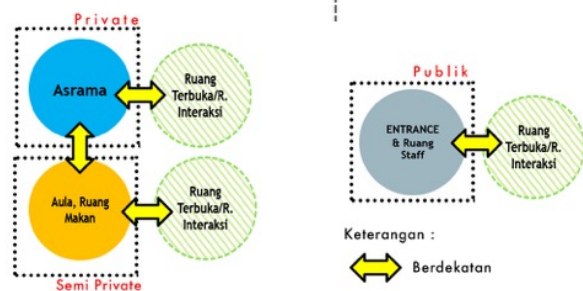 Private
Asrama
Ruang
Terbuka/R.
Interaksi
Aula, Ruang
Makan
Ruang
Terbuka/R.
Interaksi
Semi Private
Publik
ENTRANCE
& Ruang
Staff
Ruang
Terbuka/R.
Interaksi
Keterangan :
Berdekatan